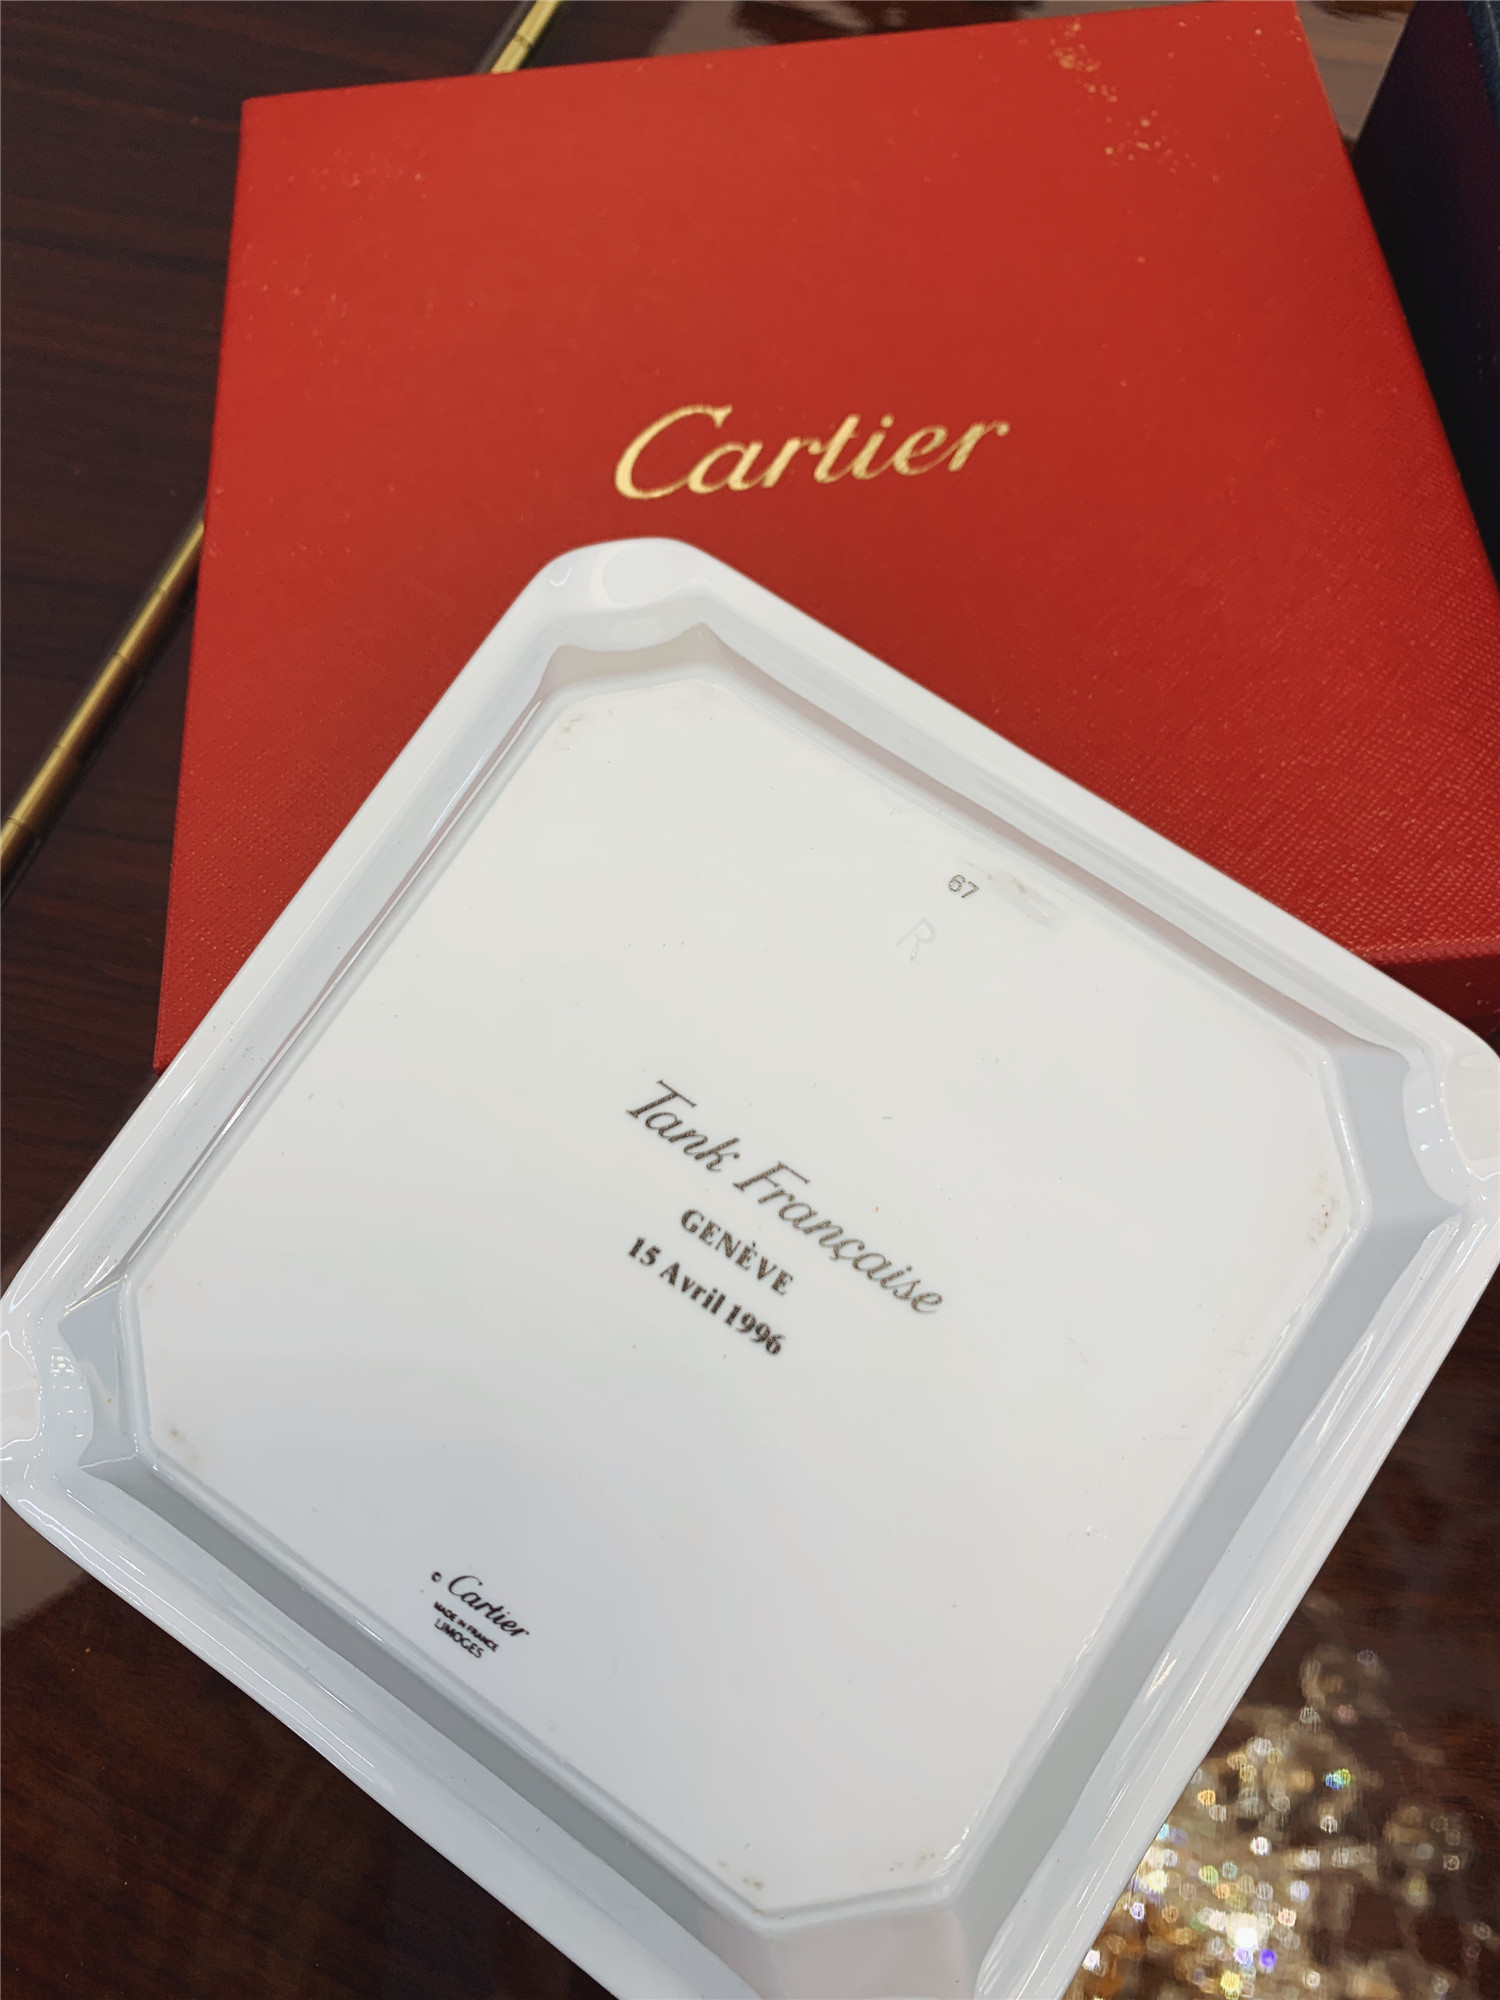 Cartier
67
R
Tank Française
GENÈVE
15 Avril 1996
© Cartier
MADE IN FRANCE
LIMOGES